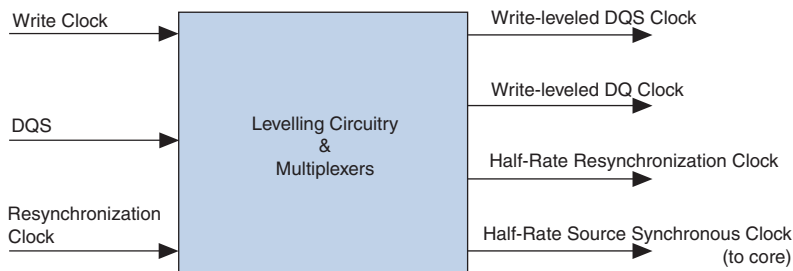 Write Clock
DQS
Resynchronization
Clock
Levelling Circuitry
&
Multiplexers
Write-leveled DQS Clock
Write-leveled DQ Clock
Half-Rate Resynchronization Clock
Half-Rate Source Synchronous Clock
(to core)